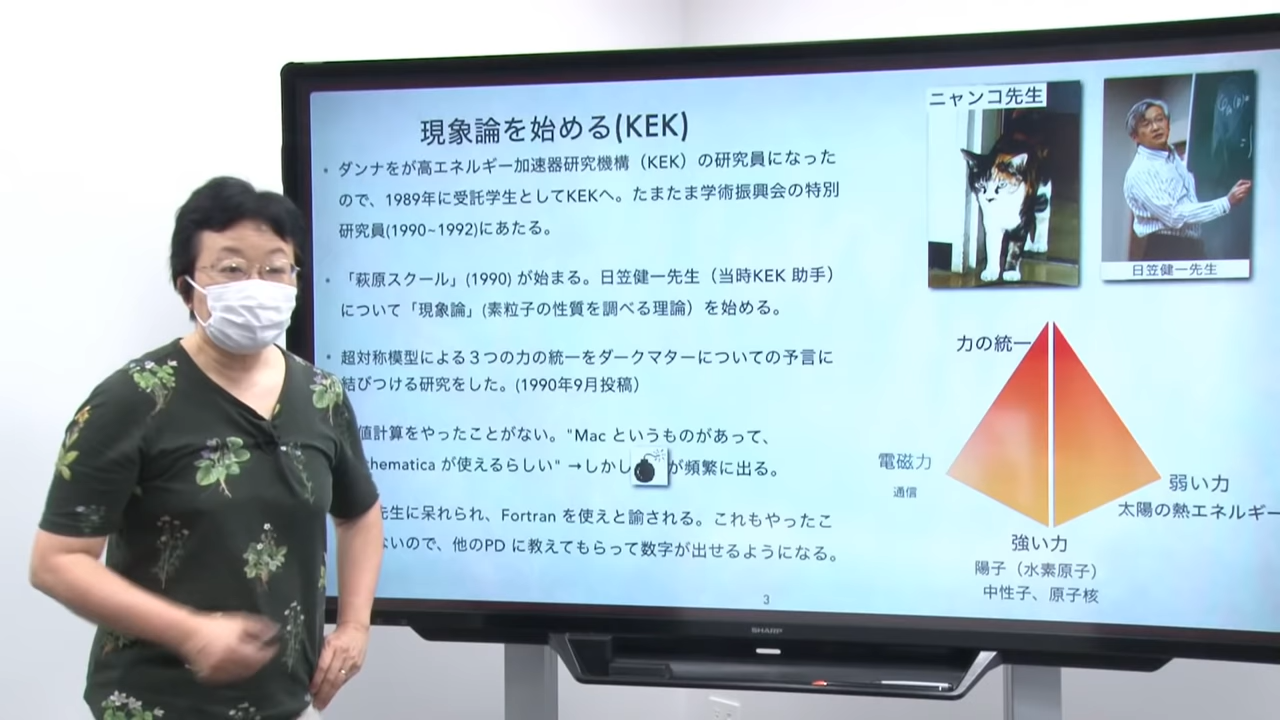 現象論を始める(KEK)
・ ダンナをが高エネルギー加速器研究機構（KEK）の研究員になった
ので、1989年に受託学生としてKEKへ。たまたま学術振興会の特別
研究員(1990~1992)にあたる。
・ 「萩原スクール」(1990) が始まる。日笠健一先生（当時KEK 助手）
について「現象論」(素粒子の性質を調べる理論）を始める。
・ 超対称模型による３つの力の統一をダークマターについての予言に
結びつける研究をした。(1990年9月投稿）
値計算をやったことがない。"Mac というものがあって、
hematica が使えるらしい" →しかし が頻繁に出る。
先生に呆れられ、Fortran を使えと諭される。これもやったこ
ないので、他のPD に教えてもらって数字が出せるようになる。
ニャンコ先生
日笠健一先生
力の統一
電磁力
通信
弱い力
太陽の熱エネルギー
強い力
陽子（水素原子）
中性子、原子核
3
SHARP